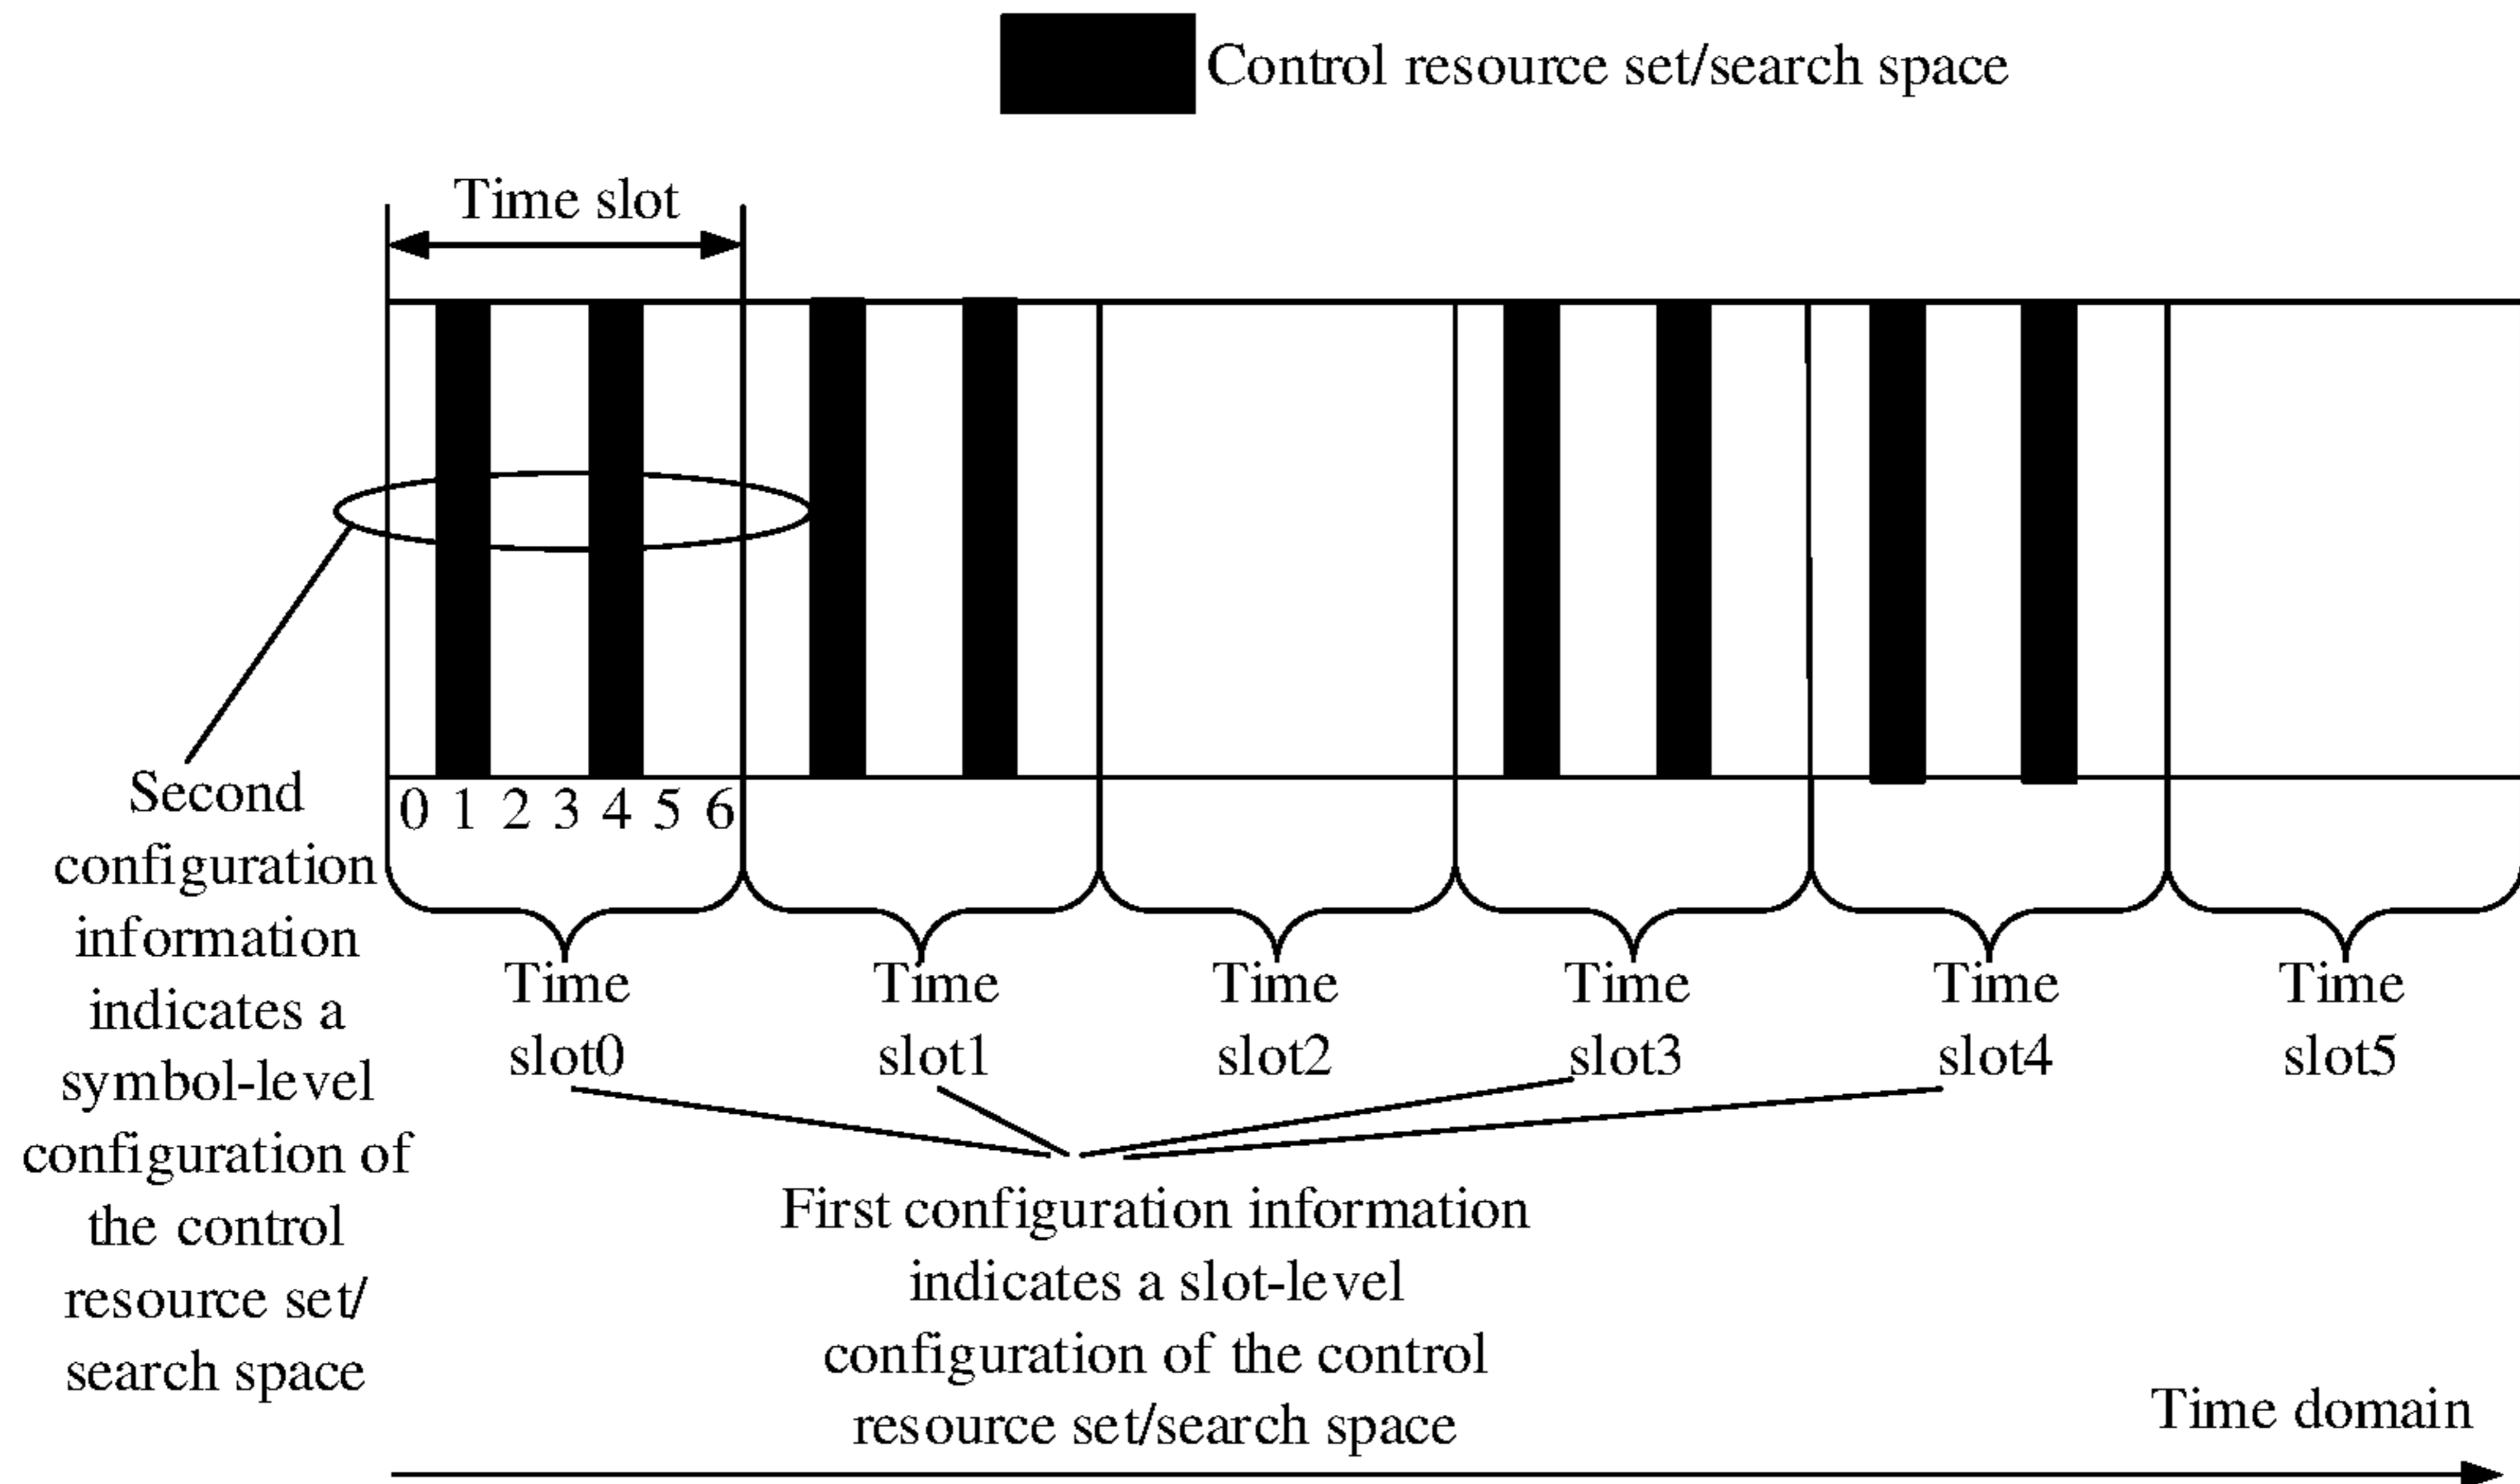 Control resource set/search space
Time slot
0 1 2 3 4 5 6
Second
configuration
information
indicates a
symbol-level
configuration of
the control
resource set/
search space
Time
slot0
Time
slot1
Time
slot2
Time
slot3
Time
slot4
Time
slot5
First configuration information
indicates a slot-level
configuration of the control
resource set/search space
Time domain